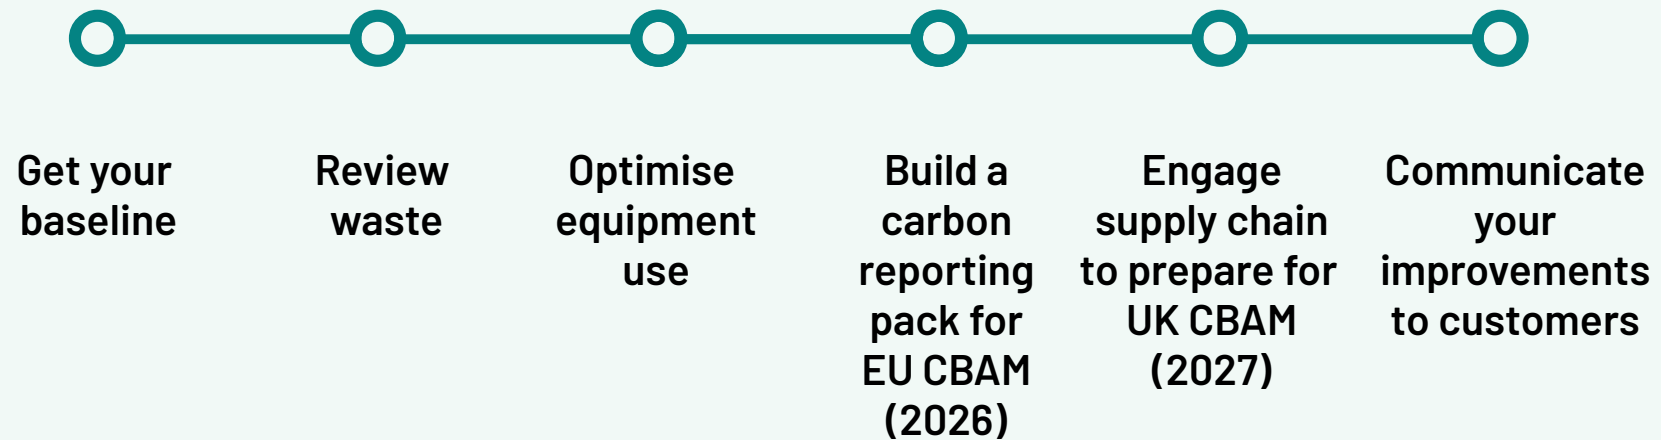 Get your
baseline
Review
waste
Optimise
equipment
use
Build a
carbon
reporting
pack for
EU CBAM
(2026)
Engage
supply chain
to prepare for
UK CBAM
(2027)
Communicate
your
improvements
to customers